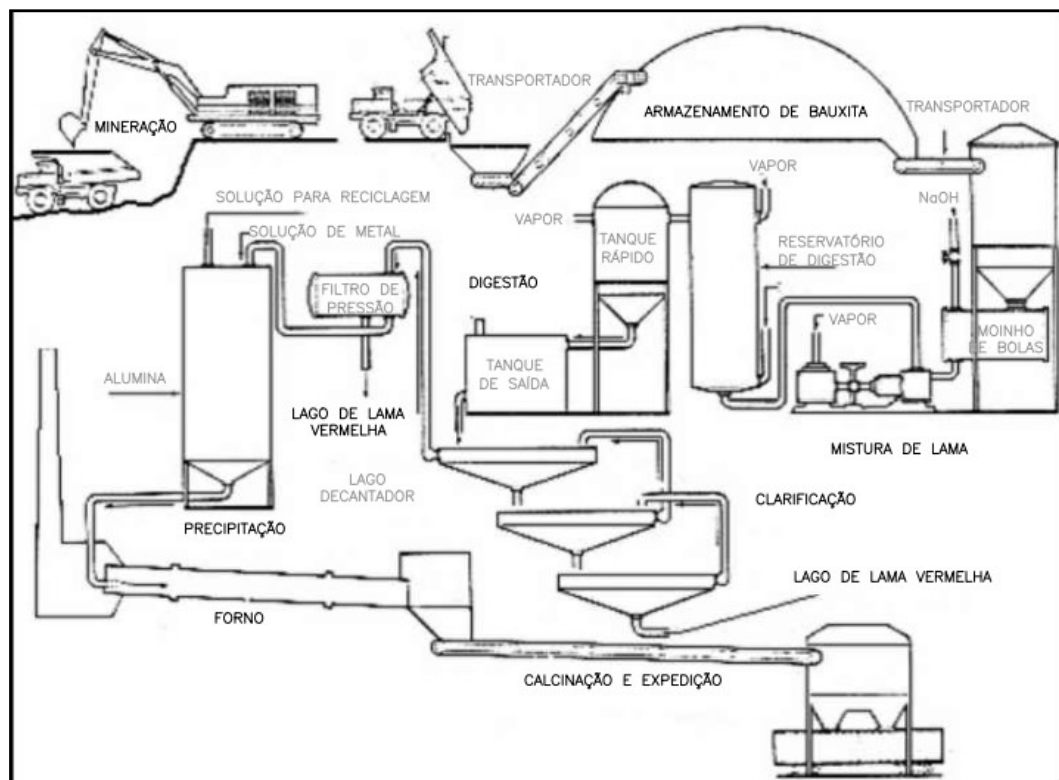 TRANSPORTADOR
MINERAÇÃO
ARMAZENAMENTO DE BAUXITA
TRANSPORTADOR
SOLUÇÃO PARA RECICLAGEM
SOLUÇÃO DE METAL
VAPOR
VAPOR
NaOH
TANQUE
RÁPIDO
RESERVATÓRIO
DE DIGESTÃO
FILTRO DE
PRESSÃO
DIGESTÃO
VAPOR
MOINHO
DE BOLAS
TANQUE
DE SAÍDA
ALUMINA
LAGO DE LAMA
VERMELHA
MISTURA DE LAMA
LAGO
DECANTADOR
CLARIFICAÇÃO
PRECIPITAÇÃO
LAGO DE LAMA VERMELHA
FORNO
CALCINAÇÃO E EXPEDIÇÃO